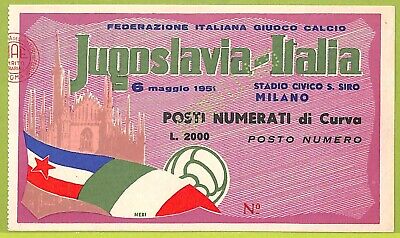 FEDERAZIONE ITALIANA GIUOCO CALCIO
Jugoslavia-Italia
6 maggio 1951
STADIO CIVICO S. SIRO
MILANO
POSTI NUMERATI di Curva
L. 2000
POSTO NUMERO
Nº
NEBI